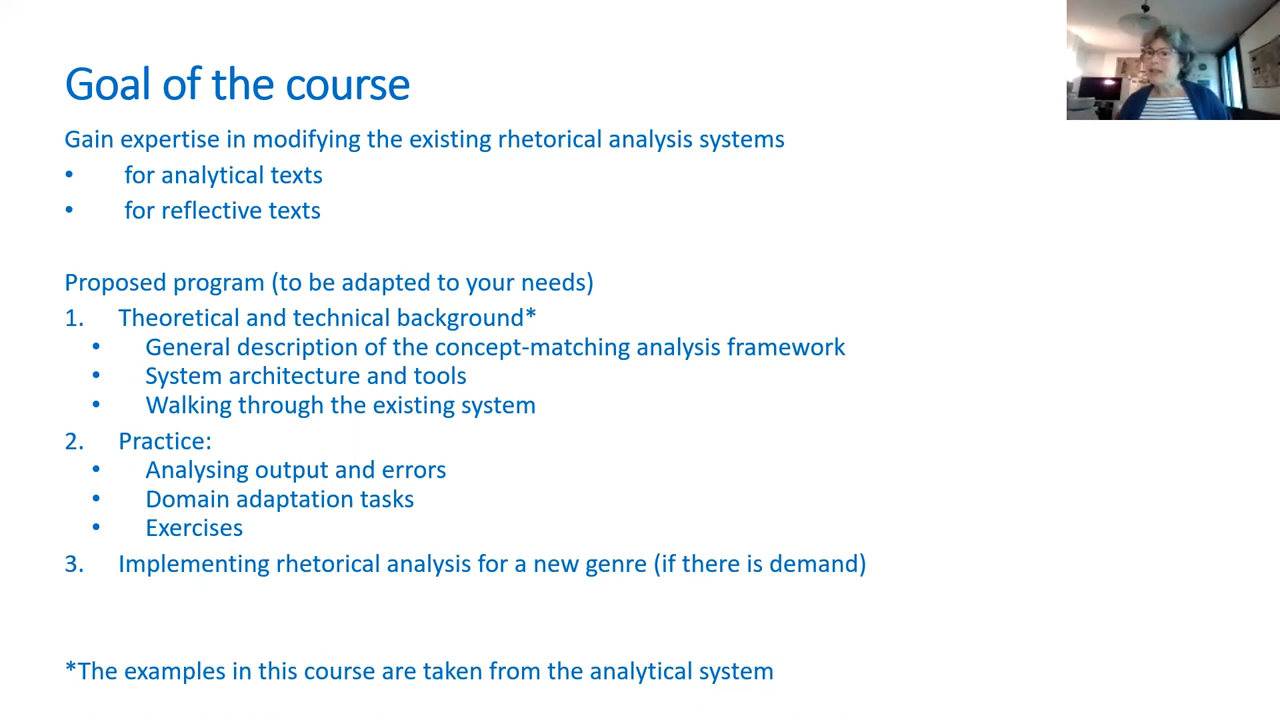 Goal of the course
Gain expertise in modifying the existing rhetorical analysis systems
• for analytical texts
• for reflective texts
Proposed program (to be adapted to your needs)
1. Theoretical and technical background*
• General description of the concept-matching analysis framework
• System architecture and tools
• Walking through the existing system
2. Practice:
• Analysing output and errors
• Domain adaptation tasks
• Exercises
3. Implementing rhetorical analysis for a new genre (if there is demand)
*The examples in this course are taken from the analytical system